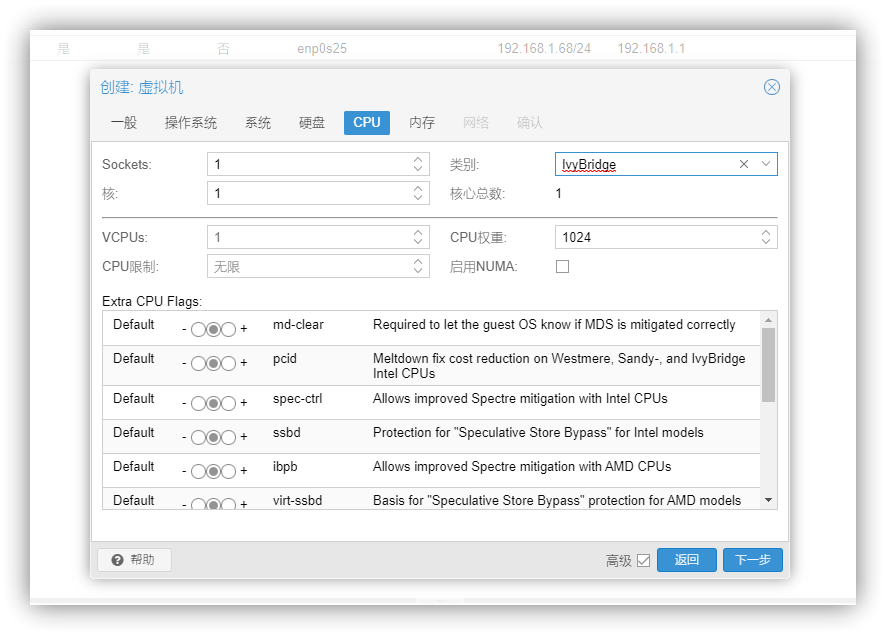 是 是 否 enp0s25 192.168.1.68/24 192.168.1.1
创建: 虚拟机
一般 操作系统 系统 硬盘 CPU 内存 网络 确认
Sockets: 1 类别: IvyBridge
核: 1 核心总数: 1
VCPUs: 1 CPU权重: 1024
CPU限制: 无限 启用NUMA:
Extra CPU Flags:
Default - + md-clear Required to let the guest OS know if MDS is mitigated correctly
Default - + pcid Meltdown fix cost reduction on Westmere, Sandy-, and IvyBridge
Intel CPUs
Default - + spec-ctrl Allows improved Spectre mitigation with Intel CPUs
Default - + ssbd Protection for "Speculative Store Bypass" for Intel models
Default - + ibpb Allows improved Spectre mitigation with AMD CPUs
Default - + virt-ssbd Basis for "Speculative Store Bypass" protection for AMD models
帮助 高级 返回 下一步